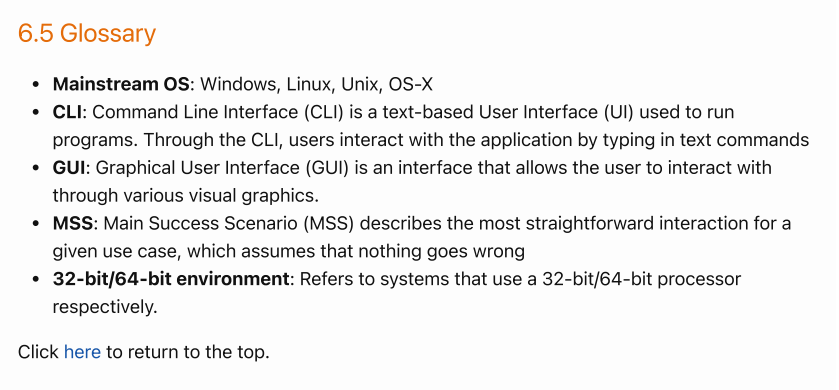 6.5 Glossary
• Mainstream OS: Windows, Linux, Unix, OS-X
• CLI: Command Line Interface (CLI) is a text-based User Interface (UI) used to run
programs. Through the CLI, users interact with the application by typing in text commands
• GUI: Graphical User Interface (GUI) is an interface that allows the user to interact with
through various visual graphics.
• MSS: Main Success Scenario (MSS) describes the most straightforward interaction for a
given use case, which assumes that nothing goes wrong
• 32-bit/64-bit environment: Refers to systems that use a 32-bit/64-bit processor
respectively.
Click here to return to the top.